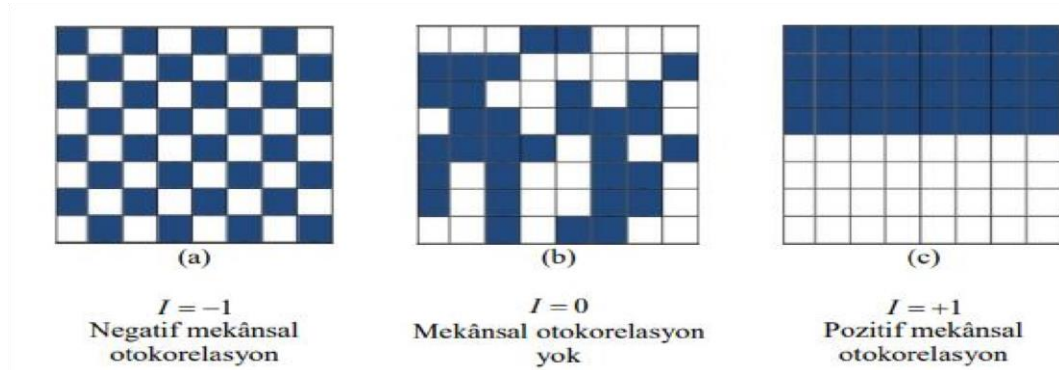 (a)
(b)
(c)
I = −1
Negatif mekânsal
otokorelasyon
I = 0
Mekânsal otokorelasyon
yok
I = +1
Pozitif mekânsal
otokorelasyon